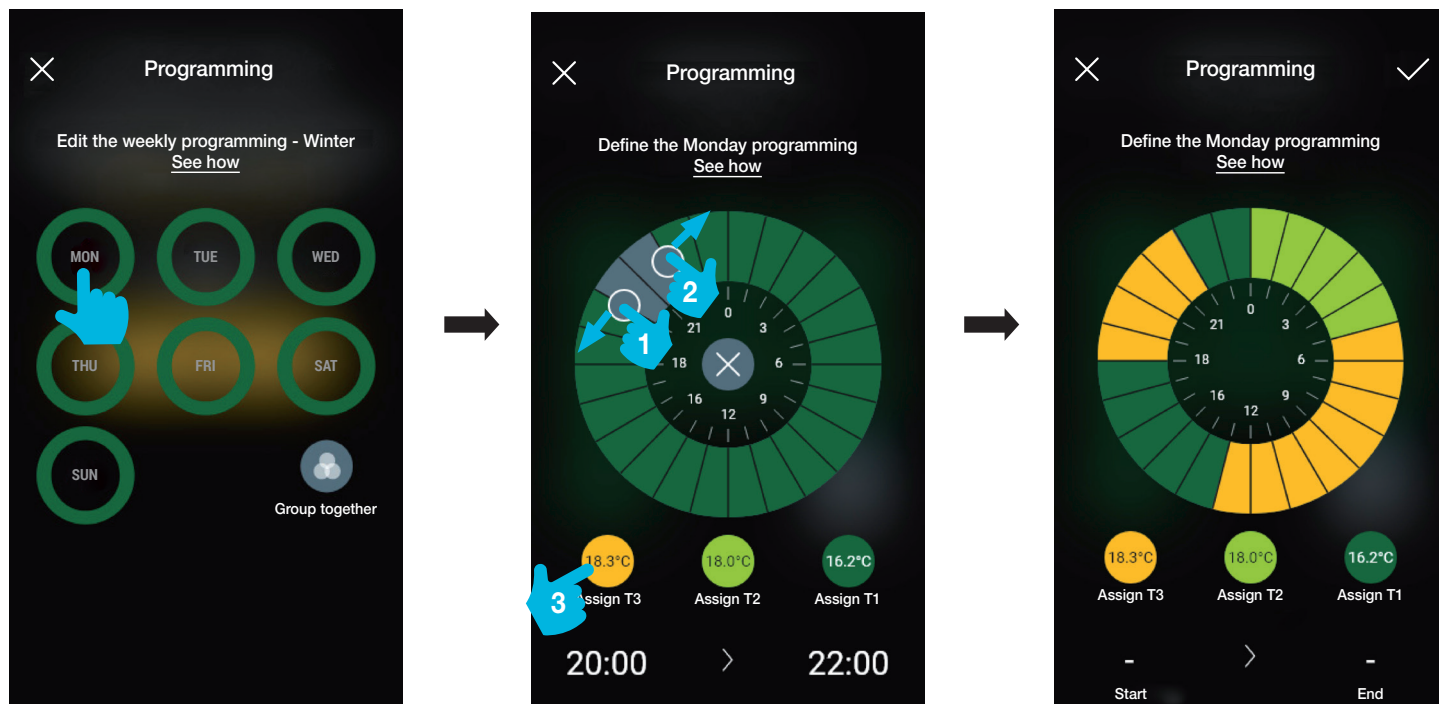 Programming
Edit the weekly programming - Winter
See how
MON
TUE
WED
THU
FRI
SAT
SUN
Group together
Programming
Define the Monday programming
See how
0
3
6
9
12
16
18
21
2
1
18.3°C
18.0°C
16.2°C
3
ssign T3
Assign T2
Assign T1
20:00
22:00
Programming
Define the Monday programming
See how
0
3
6
9
12
16
18
21
18.3°C
18.0°C
16.2°C
Assign T3
Assign T2
Assign T1
- -
Start
End